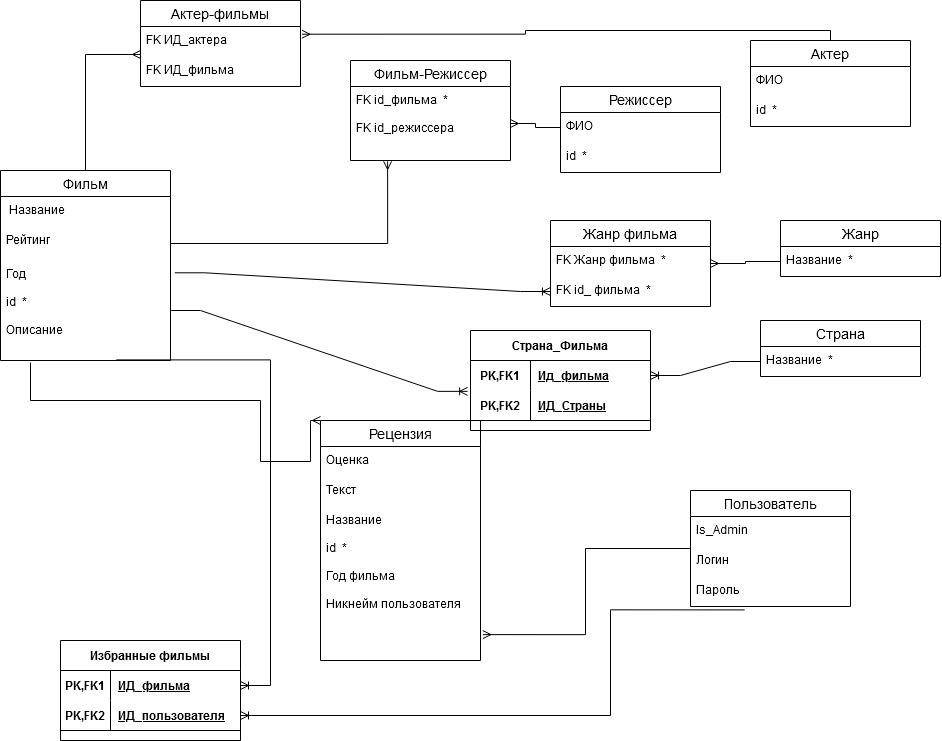 Актер-фильмы
FK ИД_актера
FK ИД_фильма
Актер
ФИО
id *
Фильм-Режиссер
FK id_фильма *
FK id_режиссера
Режиссер
ФИО
id *
Фильм
Название
Рейтинг
Год
id *
Описание
Жанр фильма
FK Жанр фильма *
FK id_ фильма *
Жанр
Название *
Страна_Фильма
PK,FK1 Ид_фильма
PK,FK2 ИД_Страны
Страна
Название *
Рецензия
Оценка
Текст
Название
id *
Год фильма
Никнейм пользователя
Пользователь
Is_Admin
Логин
Пароль
Избранные фильмы
PK,FK1 ИД_фильма
PK,FK2 ИД_пользователя